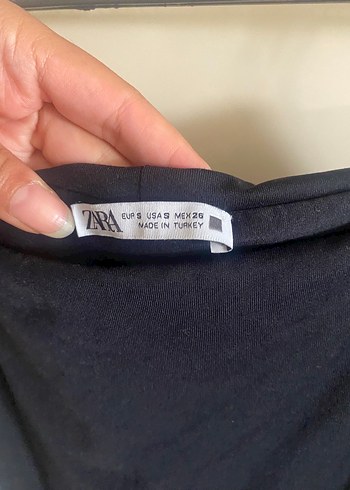 ZARA
EUR S USA S MEX 26
MADE IN TURKEY